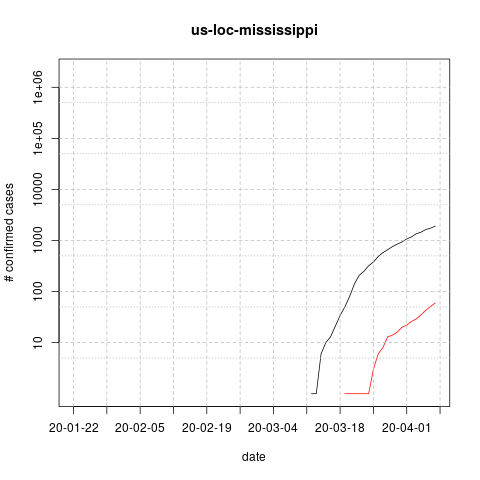 us-loc-mississippi
# confirmed cases
1e+06
1e+05
10000
1000
100
10
20-01-22 20-02-05 20-02-19 20-03-04 20-03-18 20-04-01
date